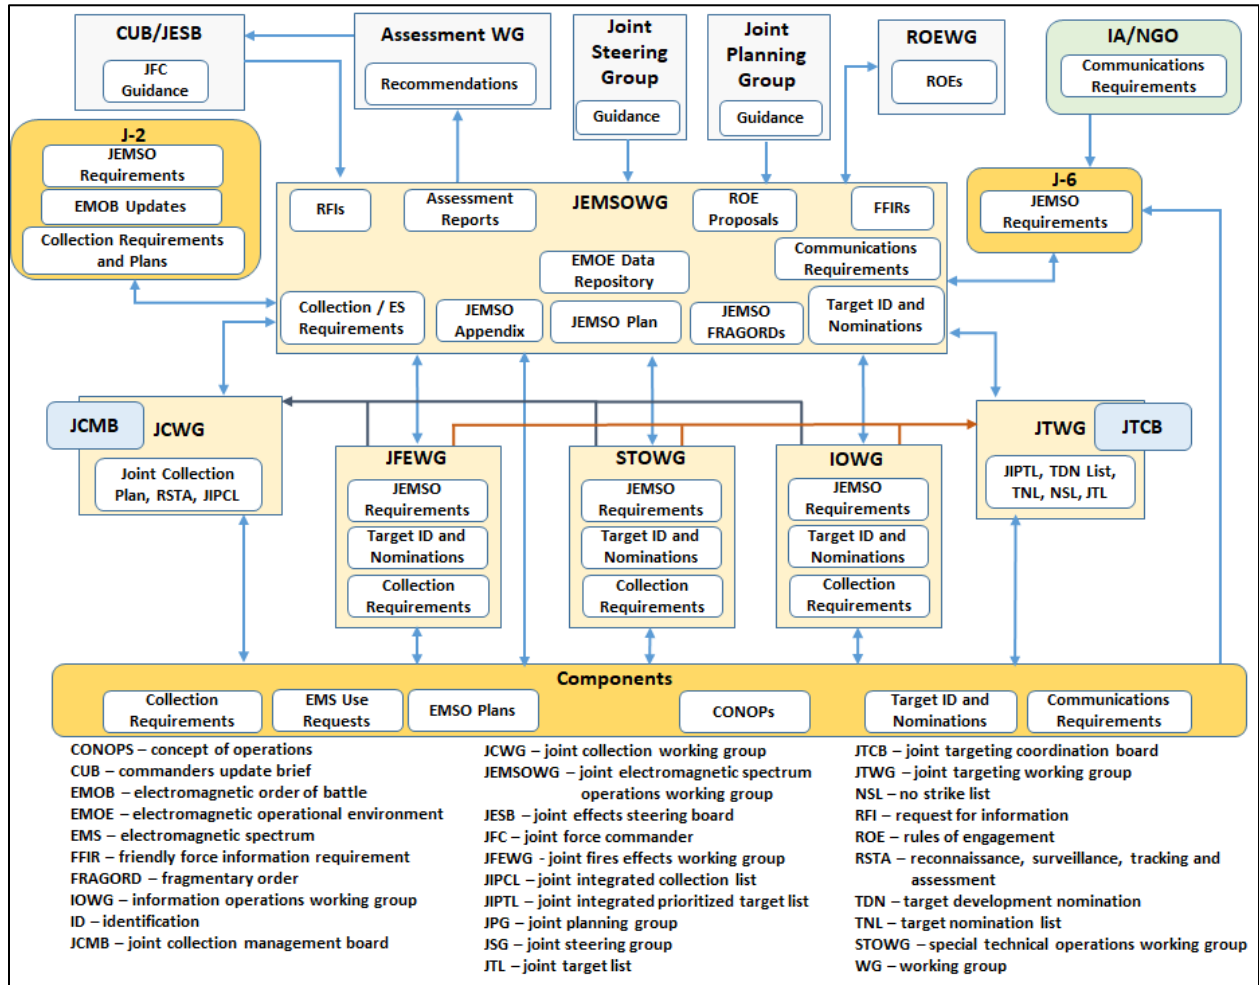 CUB/JESB
JFC
Guidance
Assessment WG
Recommendations
Joint
Steering
Group
Guidance
Joint
Planning
Group
Guidance
ROEWG
ROEs
IA/NGO
Communications
Requirements
J-2
JEMSO
Requirements
EMOB Updates
Collection Requirements
and Plans
JEMSOWG
RFIs
Assessment
Reports
ROE
Proposals
FFIRs
EMOE Data
Repository
Communications
Requirements
Collection / ES
Requirements
JEMSO
Appendix
JEMSO Plan
JEMSO
FRAGORDs
Target ID and
Nominations
J-6
JEMSO
Requirements
JCMB
JCWG
Joint Collection
Plan, RSTA, JIPCL
JFEWG
JEMSO
Requirements
Target ID and
Nominations
Collection
Requirements
STOWG
JEMSO
Requirements
Target ID and
Nominations
Collection
Requirements
IOWG
JEMSO
Requirements
Target ID and
Nominations
Collection
Requirements
JTWG
JTCB
JIPTL, TDN List,
TNL, NSL, JTL
Components
Collection
Requirements
EMS Use
Requests
EMSO Plans
CONOPs
Target ID and
Nominations
Communications
Requirements
CONOPS – concept of operations
CUB – commanders update brief
EMOB – electromagnetic order of battle
EMOE – electromagnetic operational environment
EMS – electromagnetic spectrum
FFIR – friendly force information requirement
FRAGORD – fragmentary order
IOWG – information operations working group
ID – identification
JCMB – joint collection management board
JCWG – joint collection working group
JEMSOWG – joint electromagnetic spectrum
operations working group
JESB – joint effects steering board
JFC – joint force commander
JFEWG - joint fires effects working group
JIPCL – joint integrated collection list
JIPTL – joint integrated prioritized target list
JPG – joint planning group
JSG – joint steering group
JTL – joint target list
JTCB – joint targeting coordination board
JTWG – joint targeting working group
NSL – no strike list
RFI – request for information
ROE – rules of engagement
RSTA – reconnaissance, surveillance, tracking and
assessment
TDN – target development nomination
TNL – target nomination list
STOWG – special technical operations working group
WG – working group